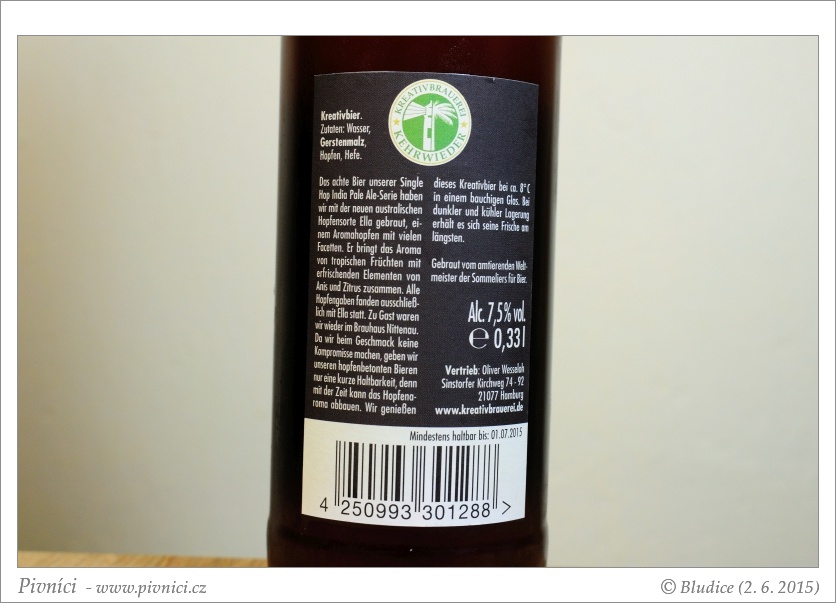 KREATIVBRAUEREI
KEHRWIEDER
Kreativbier.
Zutaten: Wasser,
Gerstenmalz,
Hopfen, Hefe.
Das achte Bier unserer Single
Hop India Pale Ale-Serie haben
wir mit der neuen australischen
Hopfensorte Ella gebraut, ei-
nem Aromahopfen mit vielen
Facetten. Er bringt das Aroma
von tropischen Früchten mit
erfrischenden Elementen von
Anis und Zitrus zusammen. Alle
Hopfengaben fanden ausschließ-
lich mit Ella statt. Zu Gast waren
wir wieder im Brauhaus Nittenau.
Da wir beim Geschmack keine
Kompromisse machen, geben wir
unseren hopfenbetonten Bieren
nur eine kurze Haltbarkeit, denn
mit der Zeit kann das Hopfena-
roma abbauen. Wir genießen
dieses Kreativbier bei ca. 8°C
in einem bauchigen Glas. Bei
dunkler und kühler Lagerung
erhält es sich seine Frische am
längsten.
Gebraut vom amtierenden Welt-
meister der Sommeliers für Bier.
Alc. 7,5% vol.
℮ 0,33 l
Vertrieb: Oliver Wesseloh
Sinstorfer Kirchweg 74 - 92
21077 Hamburg
www.kreativbrauerei.de
Mindestens haltbar bis: 01.07.2015
4 250993 301288 >
Pivníci - www.pivnici.cz
© Bludice (2. 6. 2015)